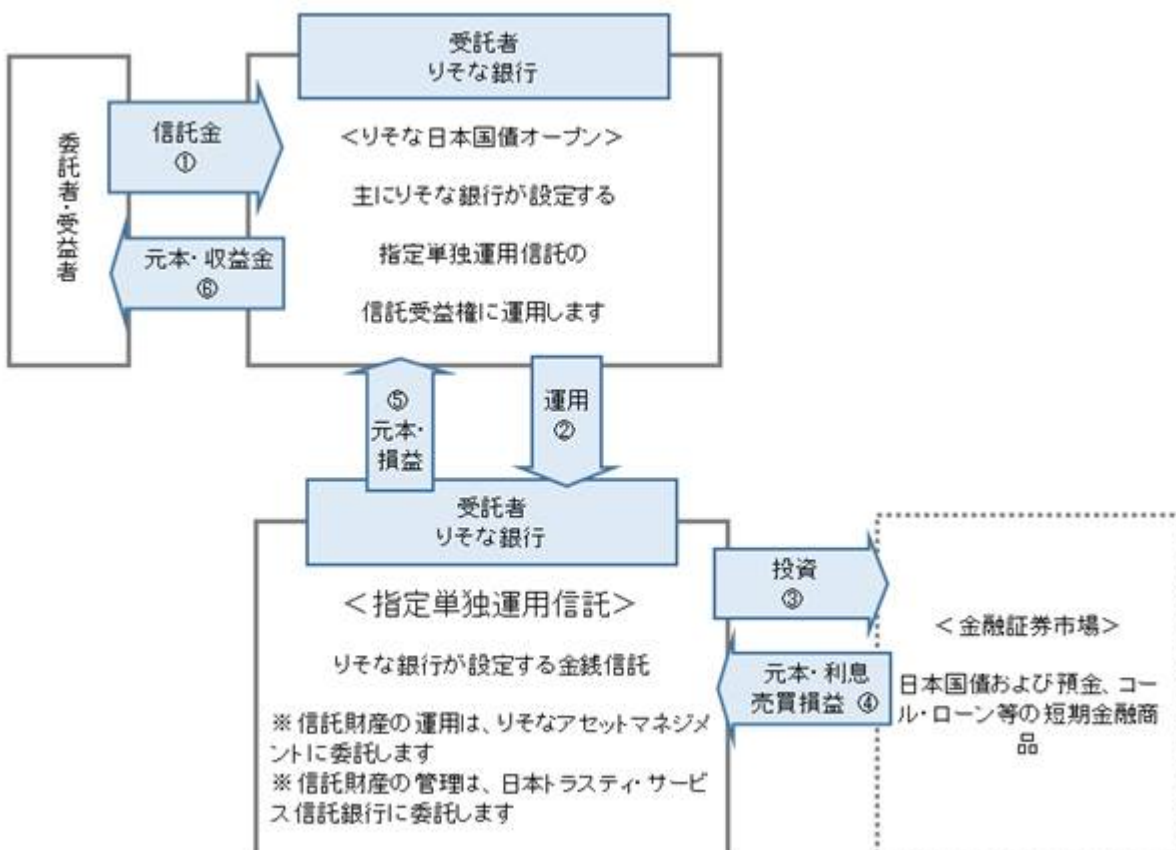 受託者
りそな銀行
委託者・受益者
信託金
①
<りそな日本国債オープン>
主にりそな銀行が設定する
指定単独運用信託の
信託受益権に運用します
元本・収益金
⑥
⑤
元本・
損益
運用
②
受託者
りそな銀行
<指定単独運用信託>
りそな銀行が設定する金銭信託
※信託財産の運用は、りそなアセットマネジメ
ントに委託します
※信託財産の管理は、日本トラスティ・サービ
ス信託銀行に委託します
投資
③
元本・利息
売買損益 ④
<金融証券市場>
日本国債および預金、コー
ル・ローン等の短期金融商
品